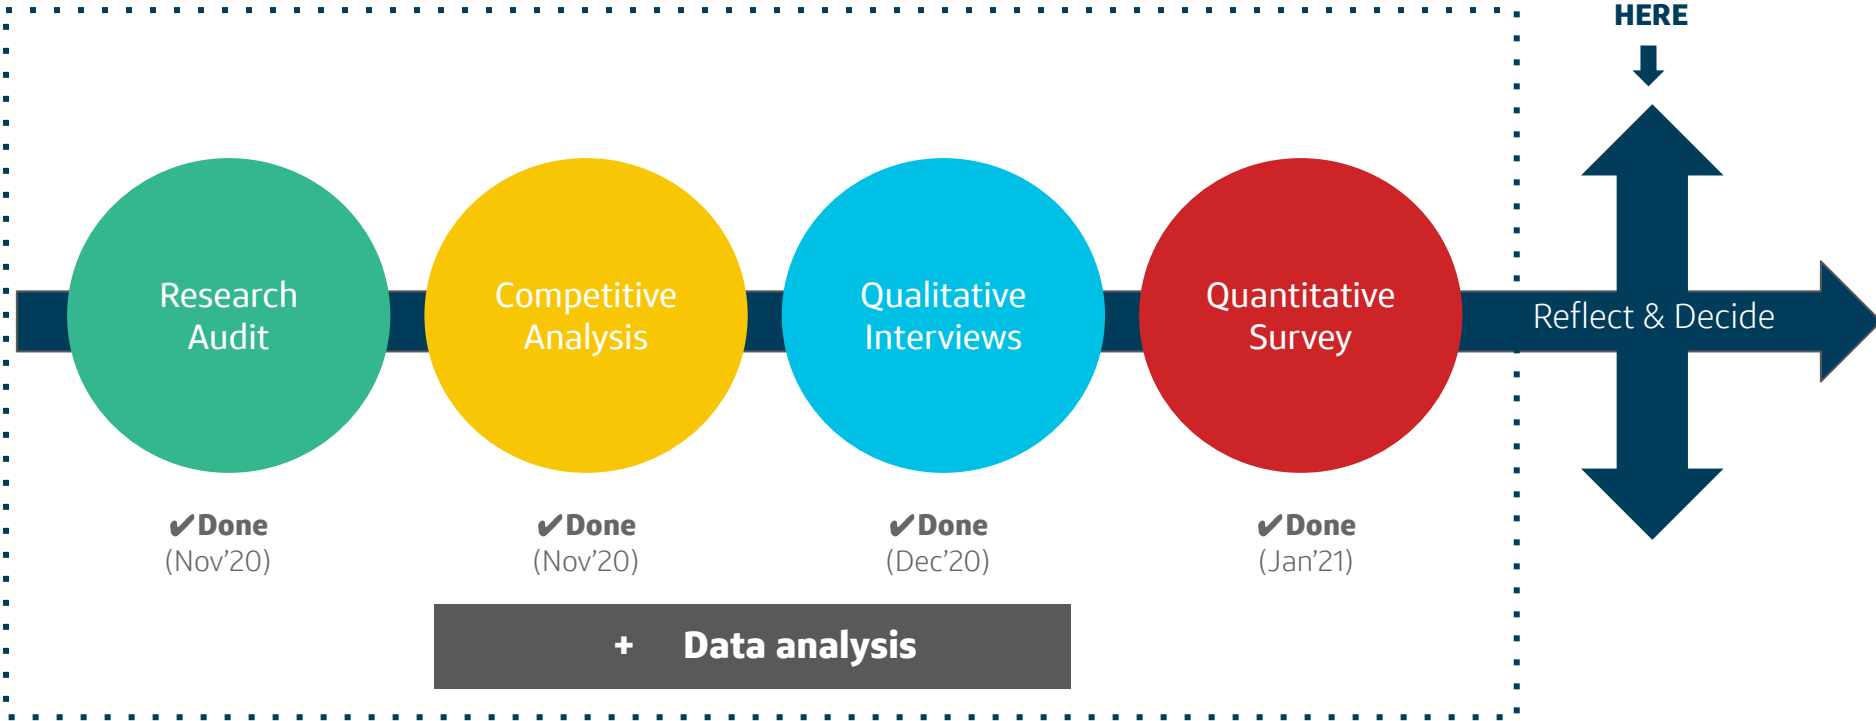 HERE
Research
Audit
Competitive
Analysis
Qualitative
Interviews
Quantitative
Survey
Reflect & Decide
✔Done
(Nov’20)
✔Done
(Nov’20)
✔Done
(Dec’20)
✔Done
(Jan’21)
+ Data analysis